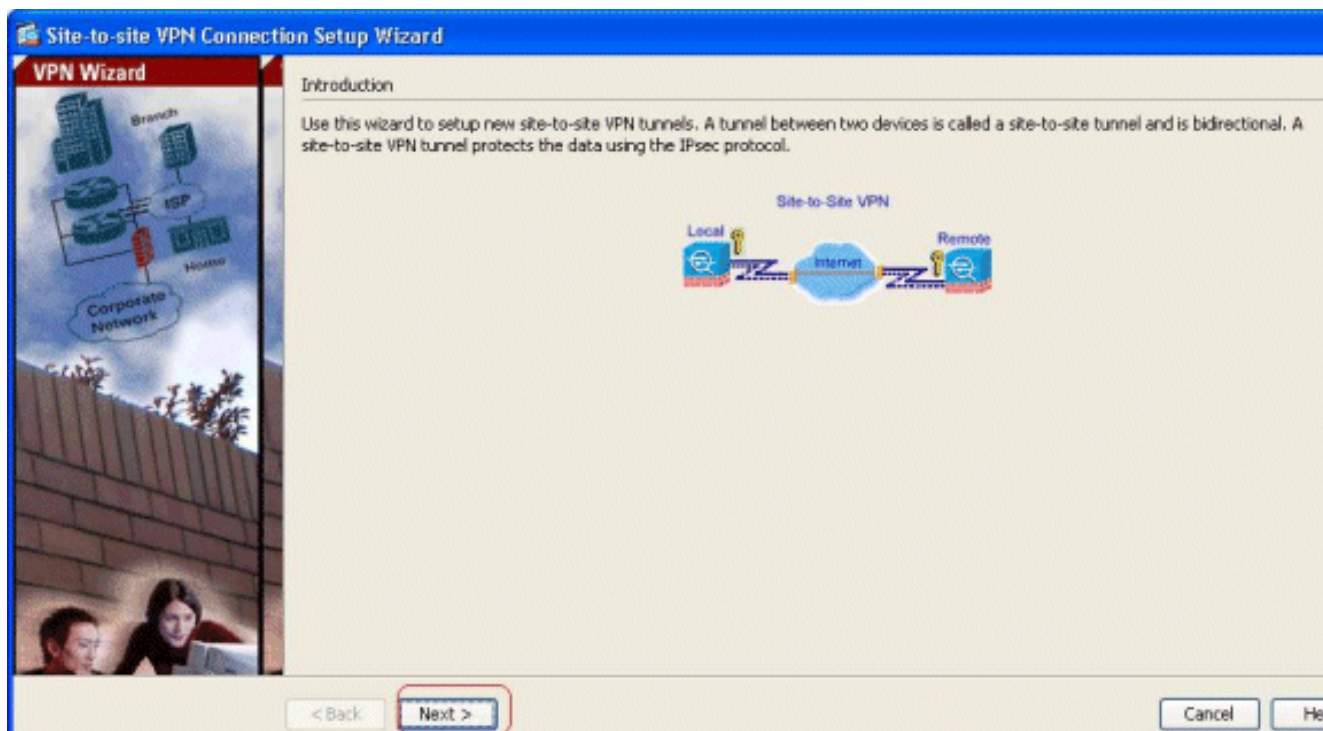 Site-to-site VPN Connection Setup Wizard
VPN Wizard
Branch
ISP
Home
Corporate
Network
Introduction
Use this wizard to setup new site-to-site VPN tunnels. A tunnel between two devices is called a site-to-site tunnel and is bidirectional. A
site-to-site VPN tunnel protects the data using the IPsec protocol.
Site-to-Site VPN
Local
Internet
Remote
< Back
Next >
Cancel
He